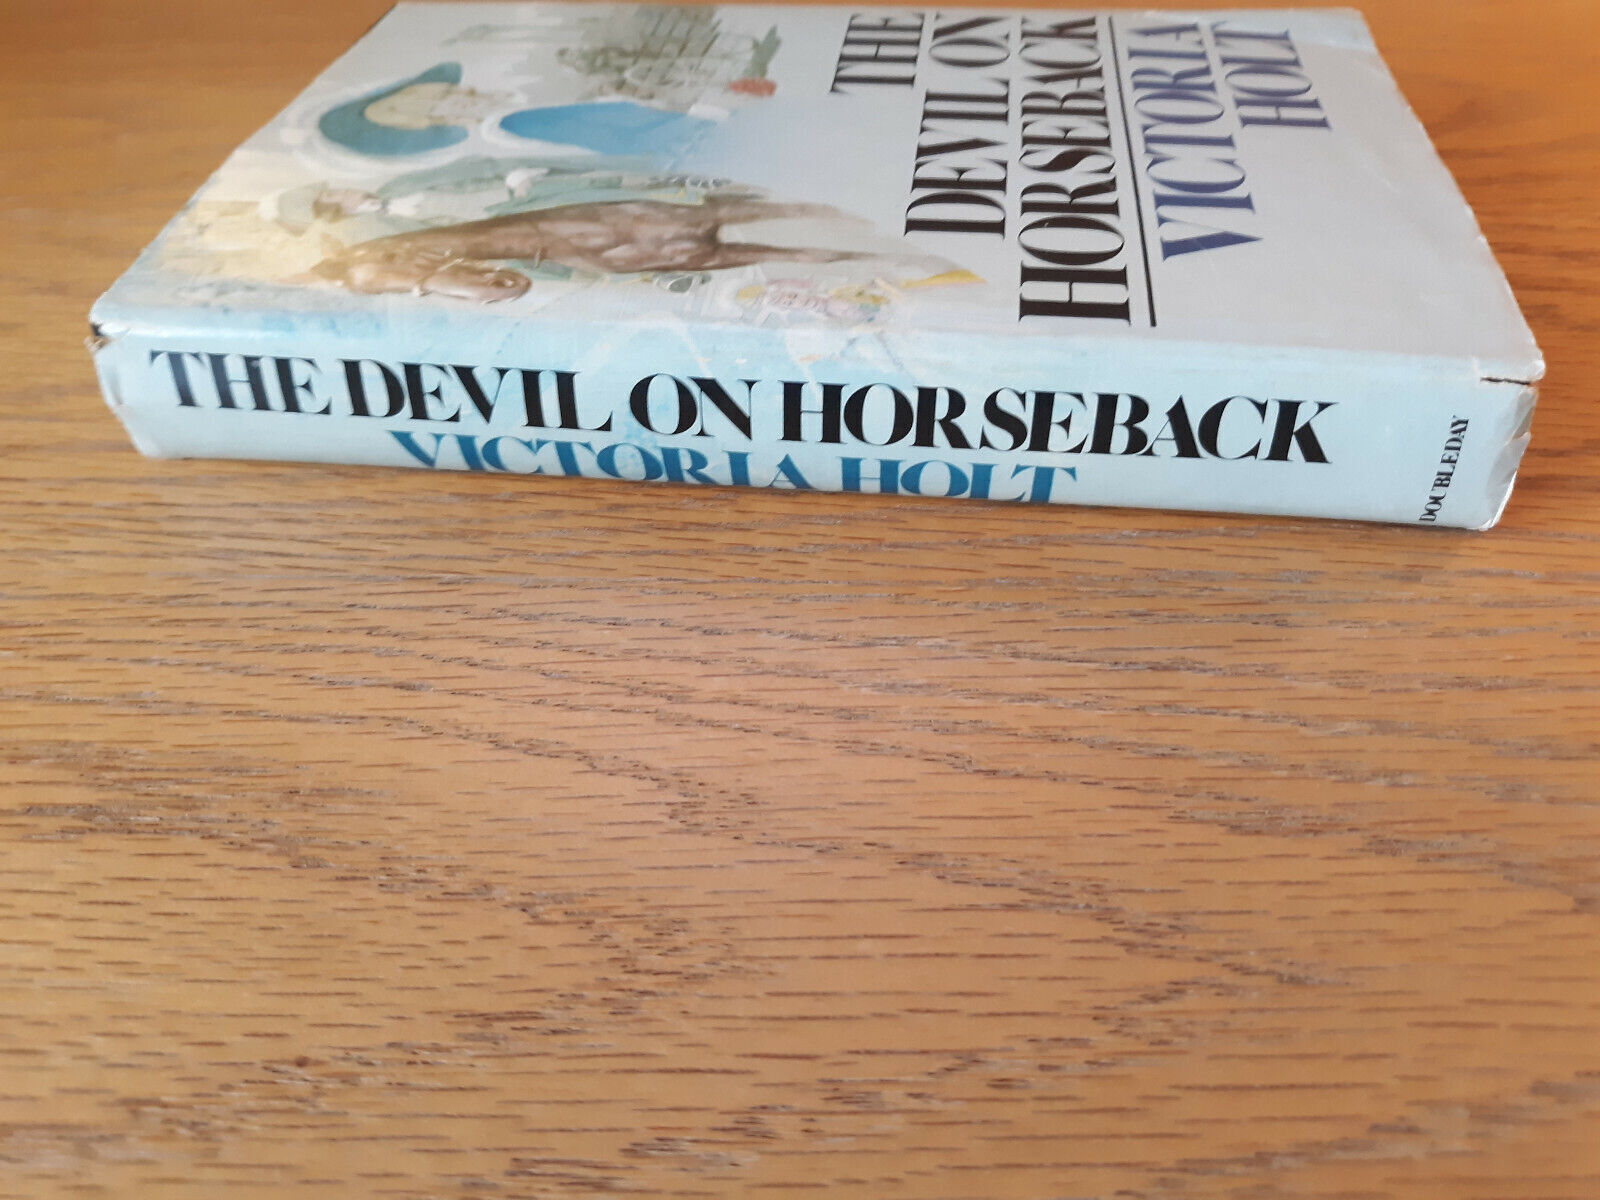 THE
DEVIL ON
HORSEBACK
VICTORIA
HOLT
THE DEVIL ON HORSEBACK
VICTORIA HOLT
DOUBLEDAY